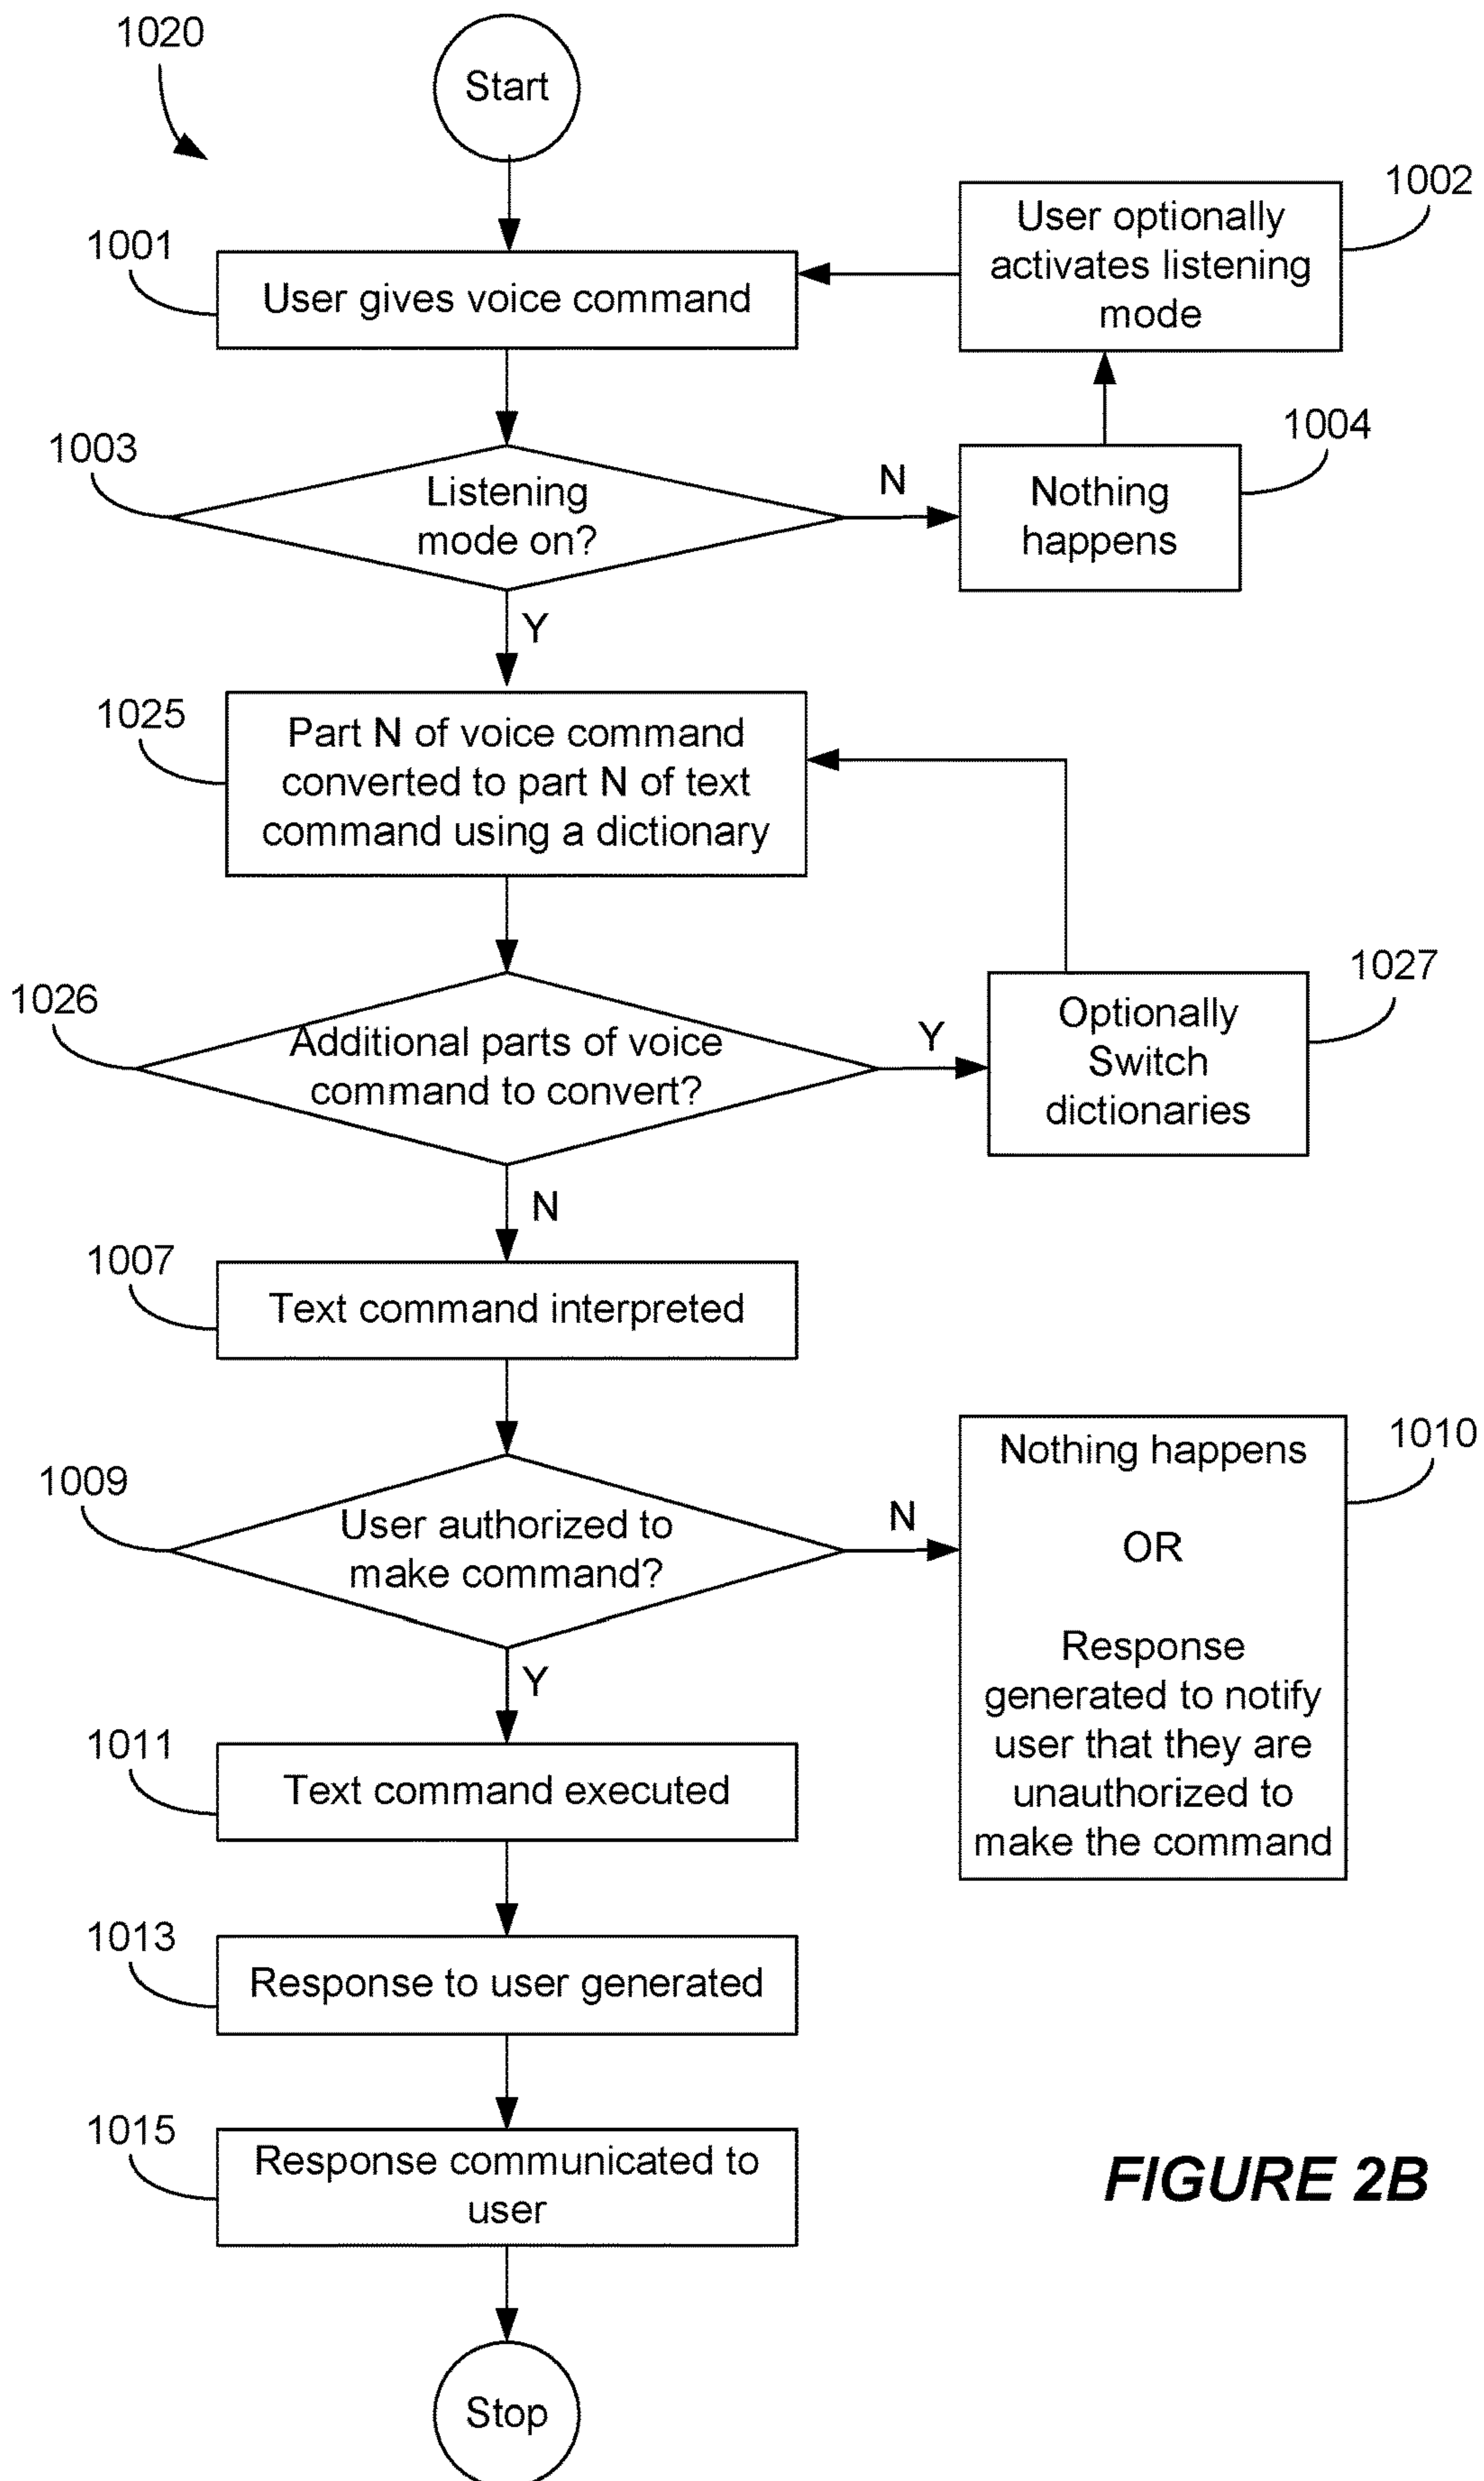 1020
Start
1002
User optionally
activates listening
mode
1001
User gives voice command
1004
1003
Listening
mode on?
N
Nothing
happens
Y
1025
Part N of voice command
converted to part N of text
command using a dictionary
1027
1026
Additional parts of voice
command to convert?
Y
Optionally
Switch
dictionaries
N
1007
Text command interpreted
1010
1009
User authorized to
make command?
N
Nothing happens
OR
Response
generated to notify
user that they are
unauthorized to
make the command
Y
1011
Text command executed
1013
Response to user generated
1015
Response communicated to
user
FIGURE 2B
Stop